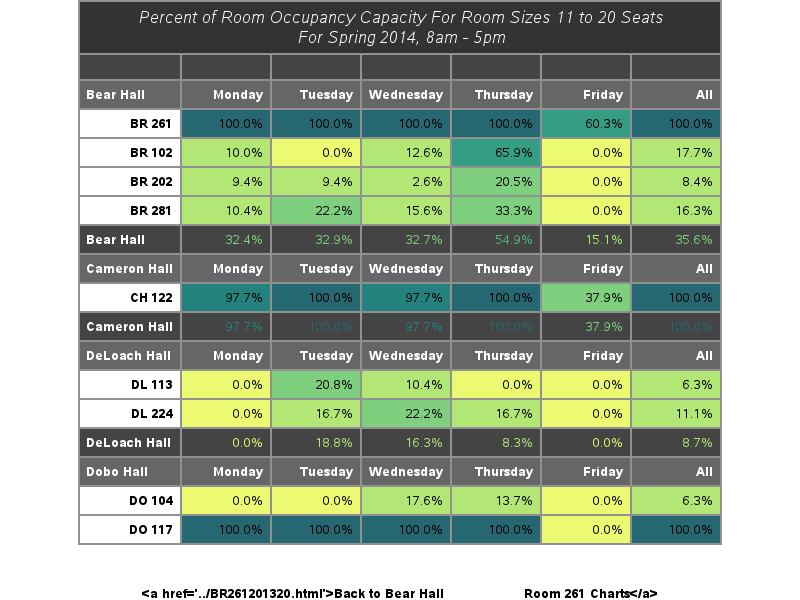 Percent of Room Occupancy Capacity For Room Sizes 11 to 20 Seats
For Spring 2014, 8am - 5pm
Bear Hall Monday Tuesday Wednesday Thursday Friday All
BR 261 100.0% 100.0% 100.0% 100.0% 60.3% 100.0%
BR 102 10.0% 0.0% 12.6% 65.9% 0.0% 17.7%
BR 202 9.4% 9.4% 2.6% 20.5% 0.0% 8.4%
BR 281 10.4% 22.2% 15.6% 33.3% 0.0% 16.3%
Bear Hall 32.4% 32.9% 32.7% 54.9% 15.1% 35.6%
Cameron Hall Monday Tuesday Wednesday Thursday Friday All
CH 122 97.7% 100.0% 97.7% 100.0% 37.9% 100.0%
Cameron Hall 97.7% 100.0% 97.7% 100.0% 37.9% 100.0%
DeLoach Hall Monday Tuesday Wednesday Thursday Friday All
DL 113 0.0% 20.8% 10.4% 0.0% 0.0% 6.3%
DL 224 0.0% 16.7% 22.2% 16.7% 0.0% 11.1%
DeLoach Hall 0.0% 18.8% 16.3% 8.3% 0.0% 8.7%
Dobo Hall Monday Tuesday Wednesday Thursday Friday All
DO 104 0.0% 0.0% 17.6% 13.7% 0.0% 6.3%
DO 117 100.0% 100.0% 100.0% 100.0% 0.0% 100.0%
<a href='../BR261201320.html'>Back to Bear Hall Room 261 Charts</a>